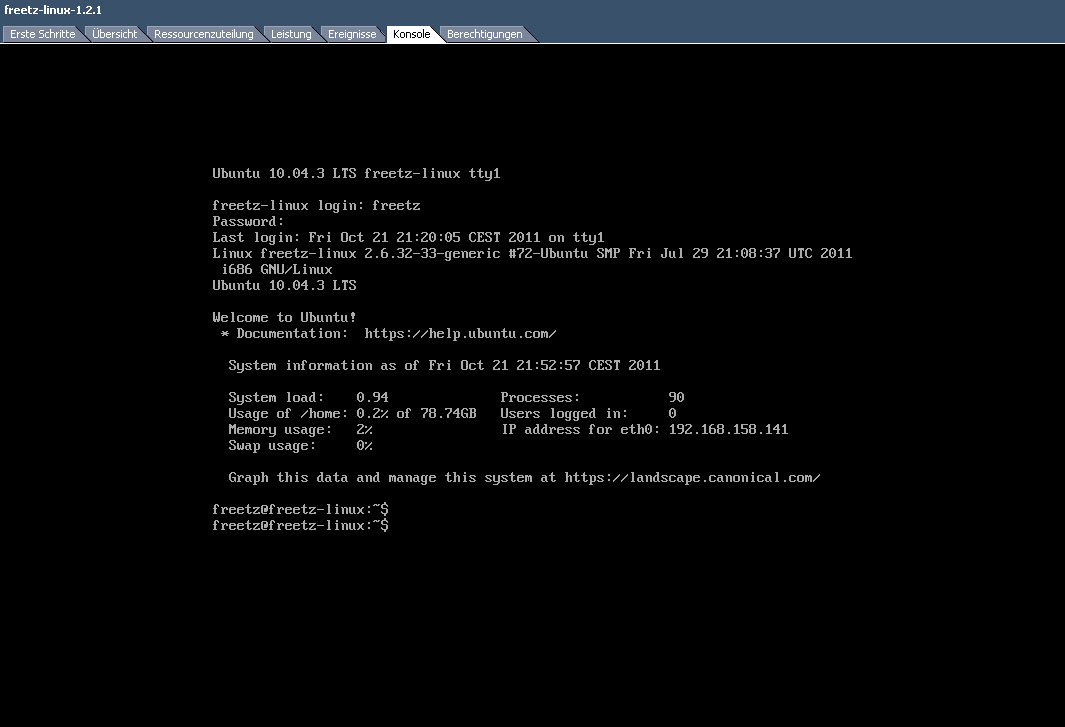 freetz-linux-1.2.1
Erste Schritte Übersicht Ressourcenzuteilung Leistung Ereignisse Konsole Berechtigungen
Ubuntu 10.04.3 LTS freetz-linux tty1
freetz-linux login: freetz
Password:
Last login: Fri Oct 21 21:20:05 CEST 2011 on tty1
Linux freetz-linux 2.6.32-33-generic #72-Ubuntu SMP Fri Jul 29 21:08:37 UTC 2011
i686 GNU/Linux
Ubuntu 10.04.3 LTS
Welcome to Ubuntu!
* Documentation: https://help.ubuntu.com/
System information as of Fri Oct 21 21:52:57 CEST 2011
System load: 0.94 Processes: 90
Usage of /home: 0.2% of 78.74GB Users logged in: 0
Memory usage: 2% IP address for eth0: 192.168.158.141
Swap usage: 0%
Graph this data and manage this system at https://landscape.canonical.com/
freetz@freetz-linux:~$
freetz@freetz-linux:~$